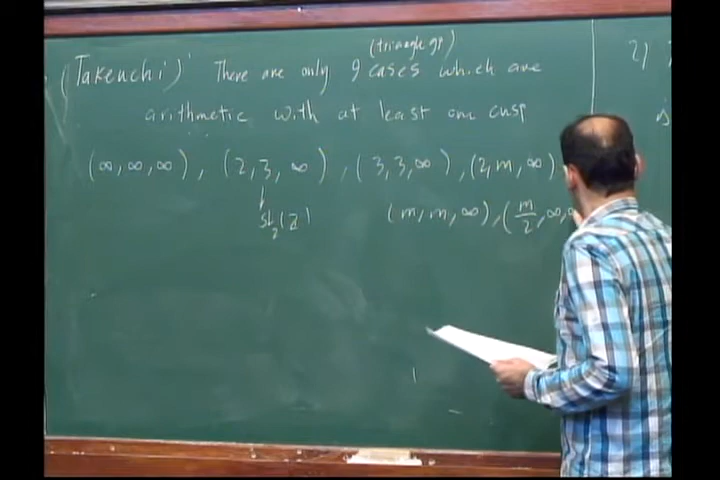 (triangle gp)
(Takeuchi) There are only 9 cases which are
arithmetic with at least one cusp
(∞, ∞, ∞), (2, 3, ∞), (3, 3, ∞), (2, m, ∞)
SL₂(ℤ)
(m, m, ∞), (m/2, ∞, ∞
2)